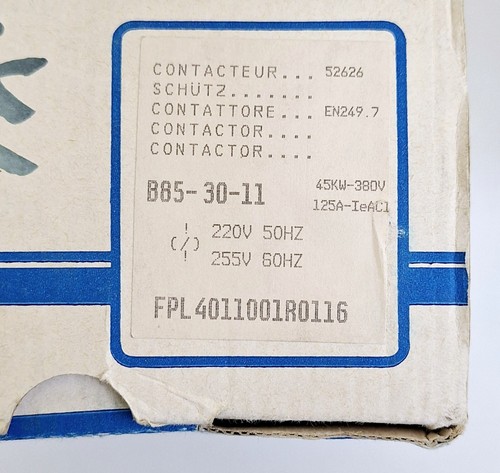 CONTACTEUR... 52626
SCHÜTZ.......
CONTATTORE... EN249.7
CONTACTOR....
CONTACTOR....
B85-30-11 45KW-380V
125A-IeAC1
! 220V 50HZ
(/)
! 255V 60HZ
FPL4011001R0116